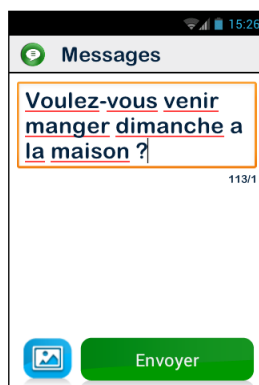 15:26
Messages
Voulez-vous venir
manger dimanche a
la maison ?
113/1
Envoyer